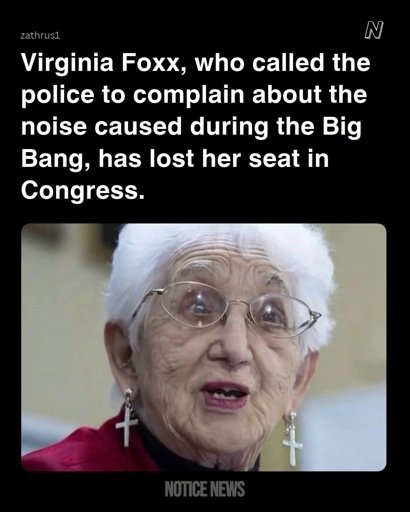 zathrus1
N
Virginia Foxx, who called the
police to complain about the
noise caused during the Big
Bang, has lost her seat in
Congress.
NOTICE NEWS